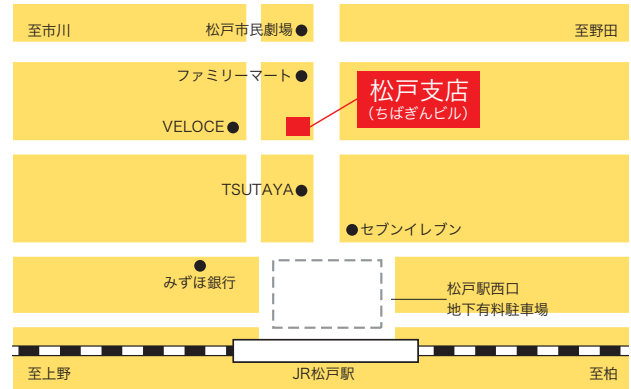 至市川
松戸市民劇場
至野田
ファミリーマート
松戸支店
（ちばぎんビル）
VELOCE
TSUTAYA
セブンイレブン
みずほ銀行
松戸駅西口
地下有料駐車場
至上野
JR松戸駅
至柏